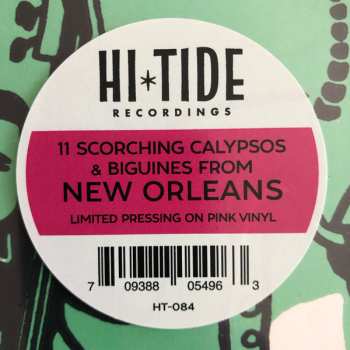 HI*TIDE
RECORDINGS
11 SCORCHING CALYPSOS
& BIGUINES FROM
NEW ORLEANS
LIMITED PRESSING ON PINK VINYL
7 09388 05496 3
HT-084